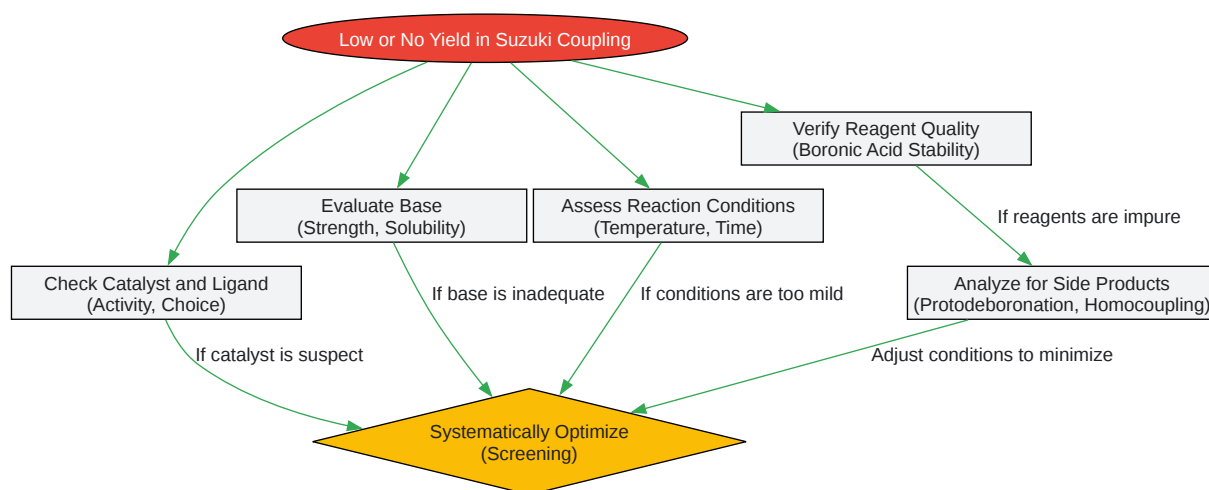 Low or No Yield in Suzuki Coupling
Verify Reagent Quality
(Boronic Acid Stability)
Evaluate Base
(Strength, Solubility)
Assess Reaction Conditions
(Temperature, Time)
If reagents are impure
Check Catalyst and Ligand
(Activity, Choice)
If base is inadequate
If conditions are too mild
Analyze for Side Products
(Protodeboronation, Homocoupling)
If catalyst is suspect
Adjust conditions to minimize
Systematically Optimize
(Screening)